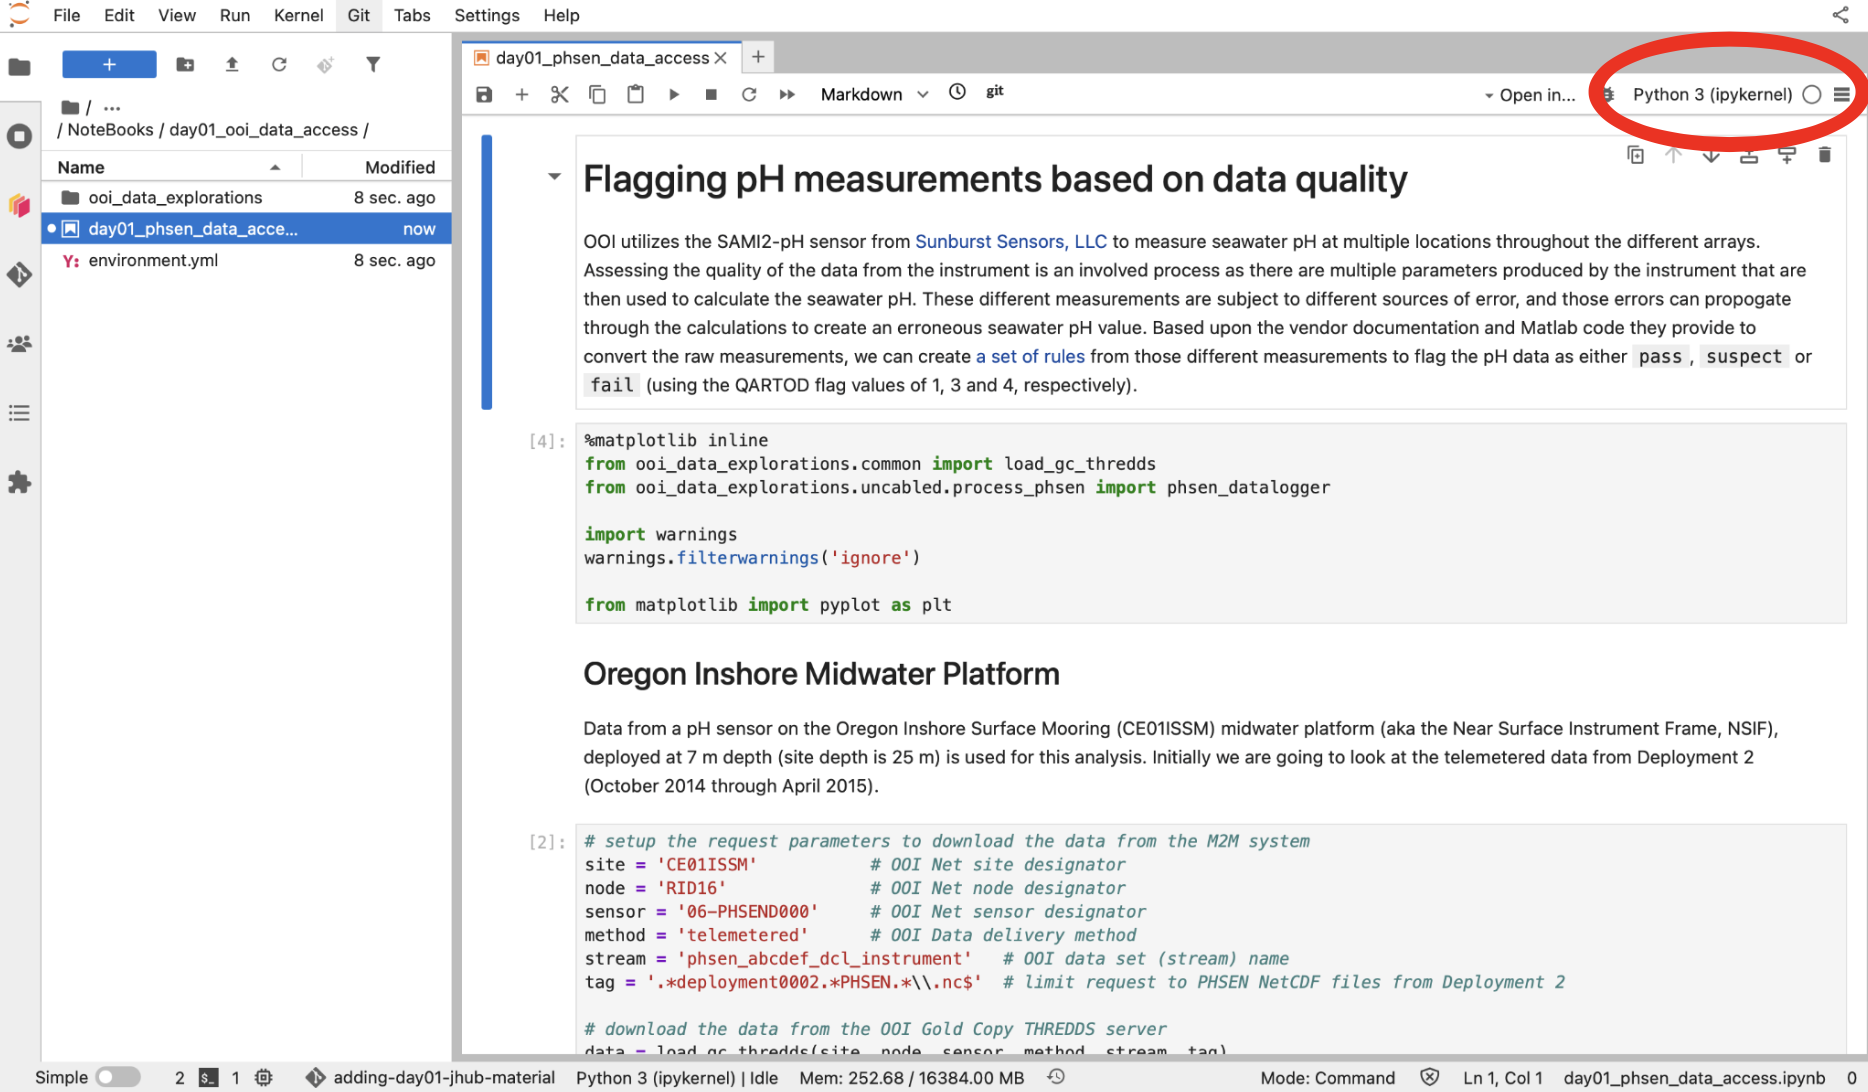 File Edit View Run Kernel Git Tabs Settings Help
day01_phsen_data_access
Markdown git Open in... Python 3 (ipykernel)
/ ...
/ NoteBooks / day01_ooi_data_access /
Name Modified
ooi_data_explorations 8 sec. ago
day01_phsen_data_acce... now
Y: environment.yml 8 sec. ago
Flagging pH measurements based on data quality
OOI utilizes the SAMI2-pH sensor from Sunburst Sensors, LLC to measure seawater pH at multiple locations throughout the different arrays.
Assessing the quality of the data from the instrument is an involved process as there are multiple parameters produced by the instrument that are
then used to calculate the seawater pH. These different measurements are subject to different sources of error, and those errors can propogate
through the calculations to create an erroneous seawater pH value. Based upon the vendor documentation and Matlab code they provide to
convert the raw measurements, we can create a set of rules from those different measurements to flag the pH data as either pass , suspect or
fail (using the QARTOD flag values of 1, 3 and 4, respectively).
[4]: %matplotlib inline
from ooi_data_explorations.common import load_gc_thredds
from ooi_data_explorations.uncabled.process_phsen import phsen_datalogger
import warnings
warnings.filterwarnings('ignore')
from matplotlib import pyplot as plt
Oregon Inshore Midwater Platform
Data from a pH sensor on the Oregon Inshore Surface Mooring (CE01ISSM) midwater platform (aka the Near Surface Instrument Frame, NSIF),
deployed at 7 m depth (site depth is 25 m) is used for this analysis. Initially we are going to look at the telemetered data from Deployment 2
(October 2014 through April 2015).
[2]: # setup the request parameters to download the data from the M2M system
site = 'CE01ISSM' # OOI Net site designator
node = 'RID16' # OOI Net node designator
sensor = '06-PHSEND000' # OOI Net sensor designator
method = 'telemetered' # OOI Data delivery method
stream = 'phsen_abcdef_dcl_instrument' # OOI data set (stream) name
tag = '.*deployment0002.*PHSEN.*\\.nc$' # limit request to PHSEN NetCDF files from Deployment 2
# download the data from the OOI Gold Copy THREDDS server
data = load_gc_thredds(site, node, sensor, method, stream, tag)
Simple 2 $_ 1 adding-day01-jhub-material Python 3 (ipykernel) | Idle Mem: 252.68 / 16384.00 MB Mode: Command Ln 1, Col 1 day01_phsen_data_access.ipynb 0